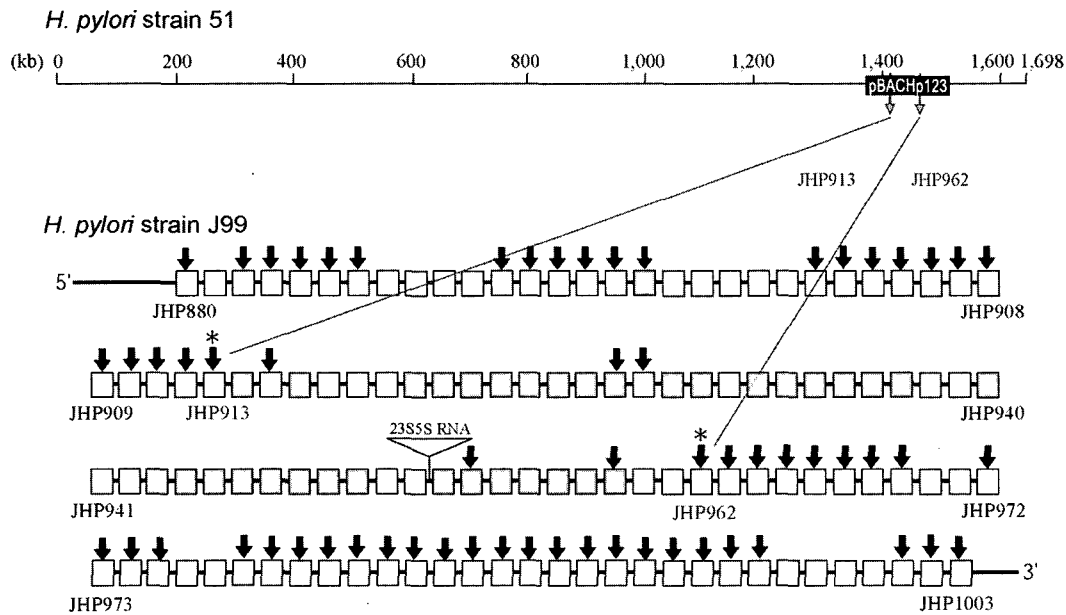 H. pylori strain 51
(kb) 0 200 400 600 800 1,000 1,200 1,400 1,600 1,698
pBACHp123
JHP913 JHP962
H. pylori strain J99
5'
JHP880 JHP908
*
JHP909 JHP913 JHP940
23S5S RNA
*
JHP941 JHP962 JHP972
3'
JHP973 JHP1003